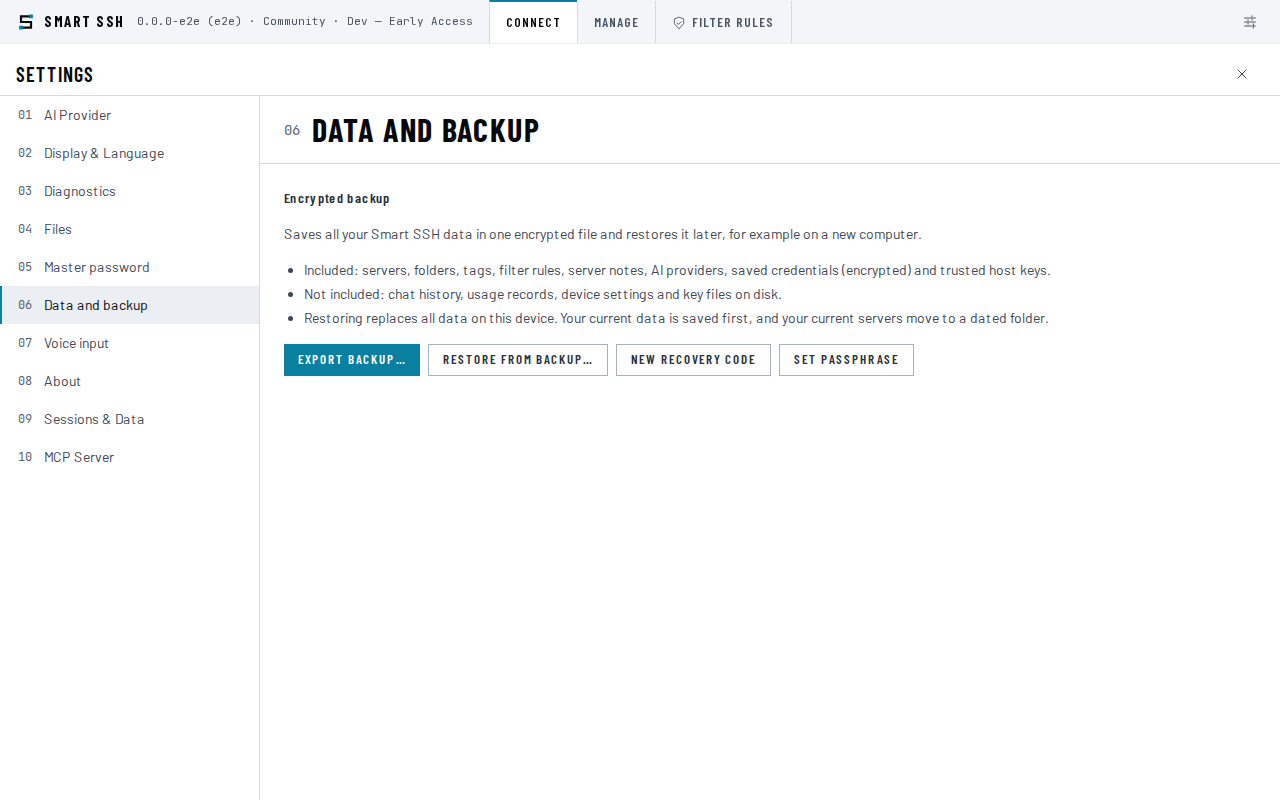 SMART SSH 0.0.0-e2e (e2e) · Community · Dev — Early Access CONNECT MANAGE FILTER RULES
SETTINGS
01 AI Provider
02 Display & Language
03 Diagnostics
04 Files
05 Master password
06 Data and backup
07 Voice input
08 About
09 Sessions & Data
10 MCP Server
06 DATA AND BACKUP
Encrypted backup
Saves all your Smart SSH data in one encrypted file and restores it later, for example on a new computer.
• Included: servers, folders, tags, filter rules, server notes, AI providers, saved credentials (encrypted) and trusted host keys.
• Not included: chat history, usage records, device settings and key files on disk.
• Restoring replaces all data on this device. Your current data is saved first, and your current servers move to a dated folder.
EXPORT BACKUP… RESTORE FROM BACKUP… NEW RECOVERY CODE SET PASSPHRASE